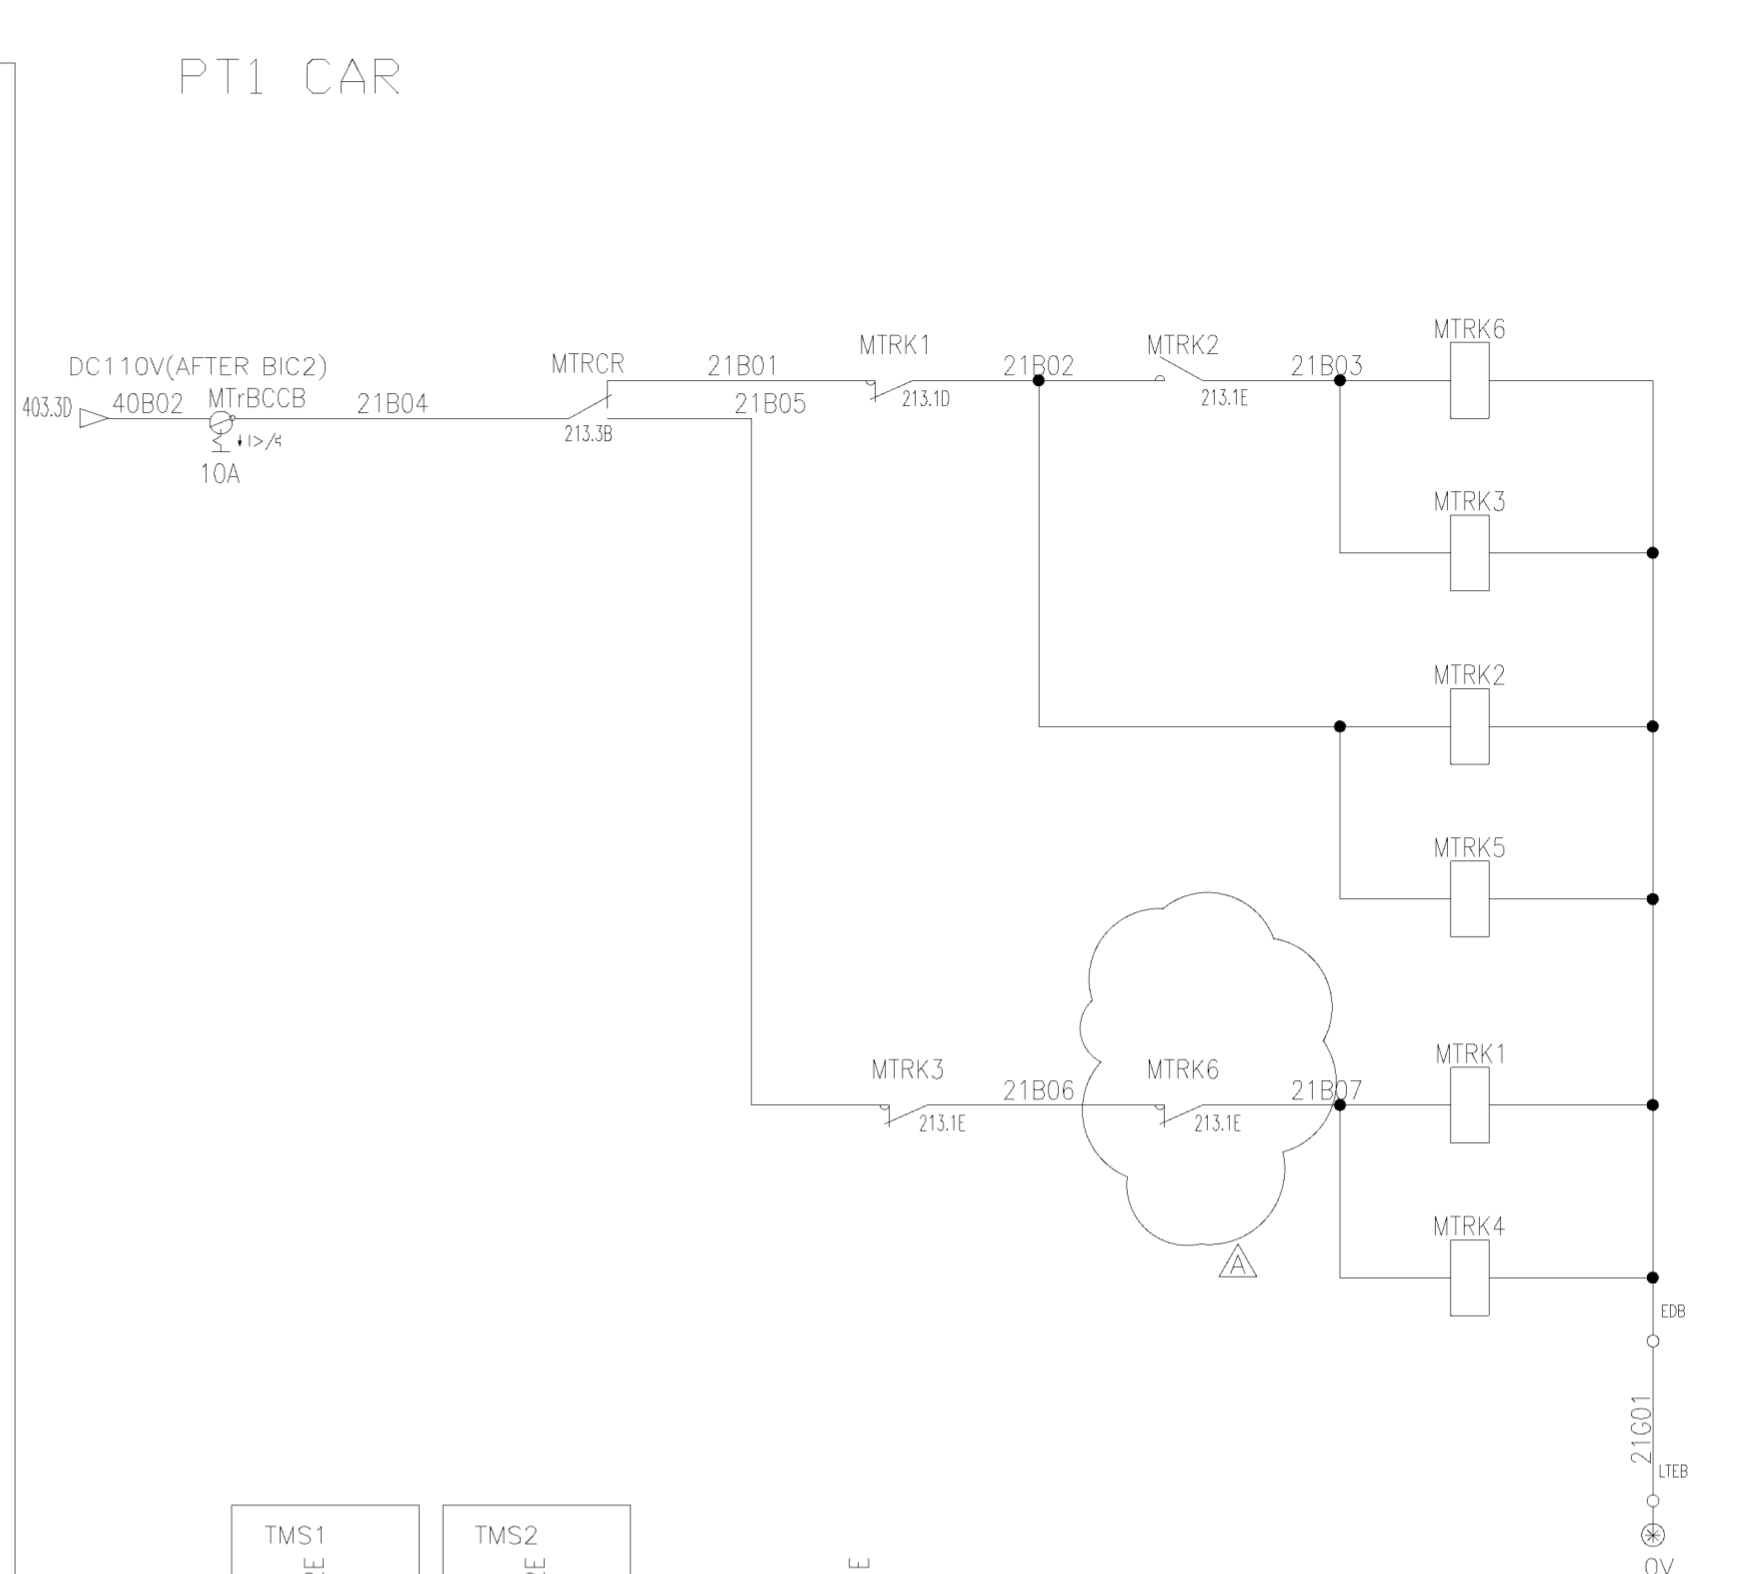 PT1 CAR
DC110V(AFTER BIC2)
403.3D
40B02
MTrBCCB
10A
21B04
MTRCR
213.3B
21B01
21B05
MTRK1
213.1D
21B02
MTRK2
213.1E
21B03
MTRK6
MTRK3
MTRK2
MTRK5
MTRK3
213.1E
21B06
MTRK6
213.1E
21B07
MTRK1
A
MTRK4
EDB
21G01
LTEB
0V
TMS1
TMS2